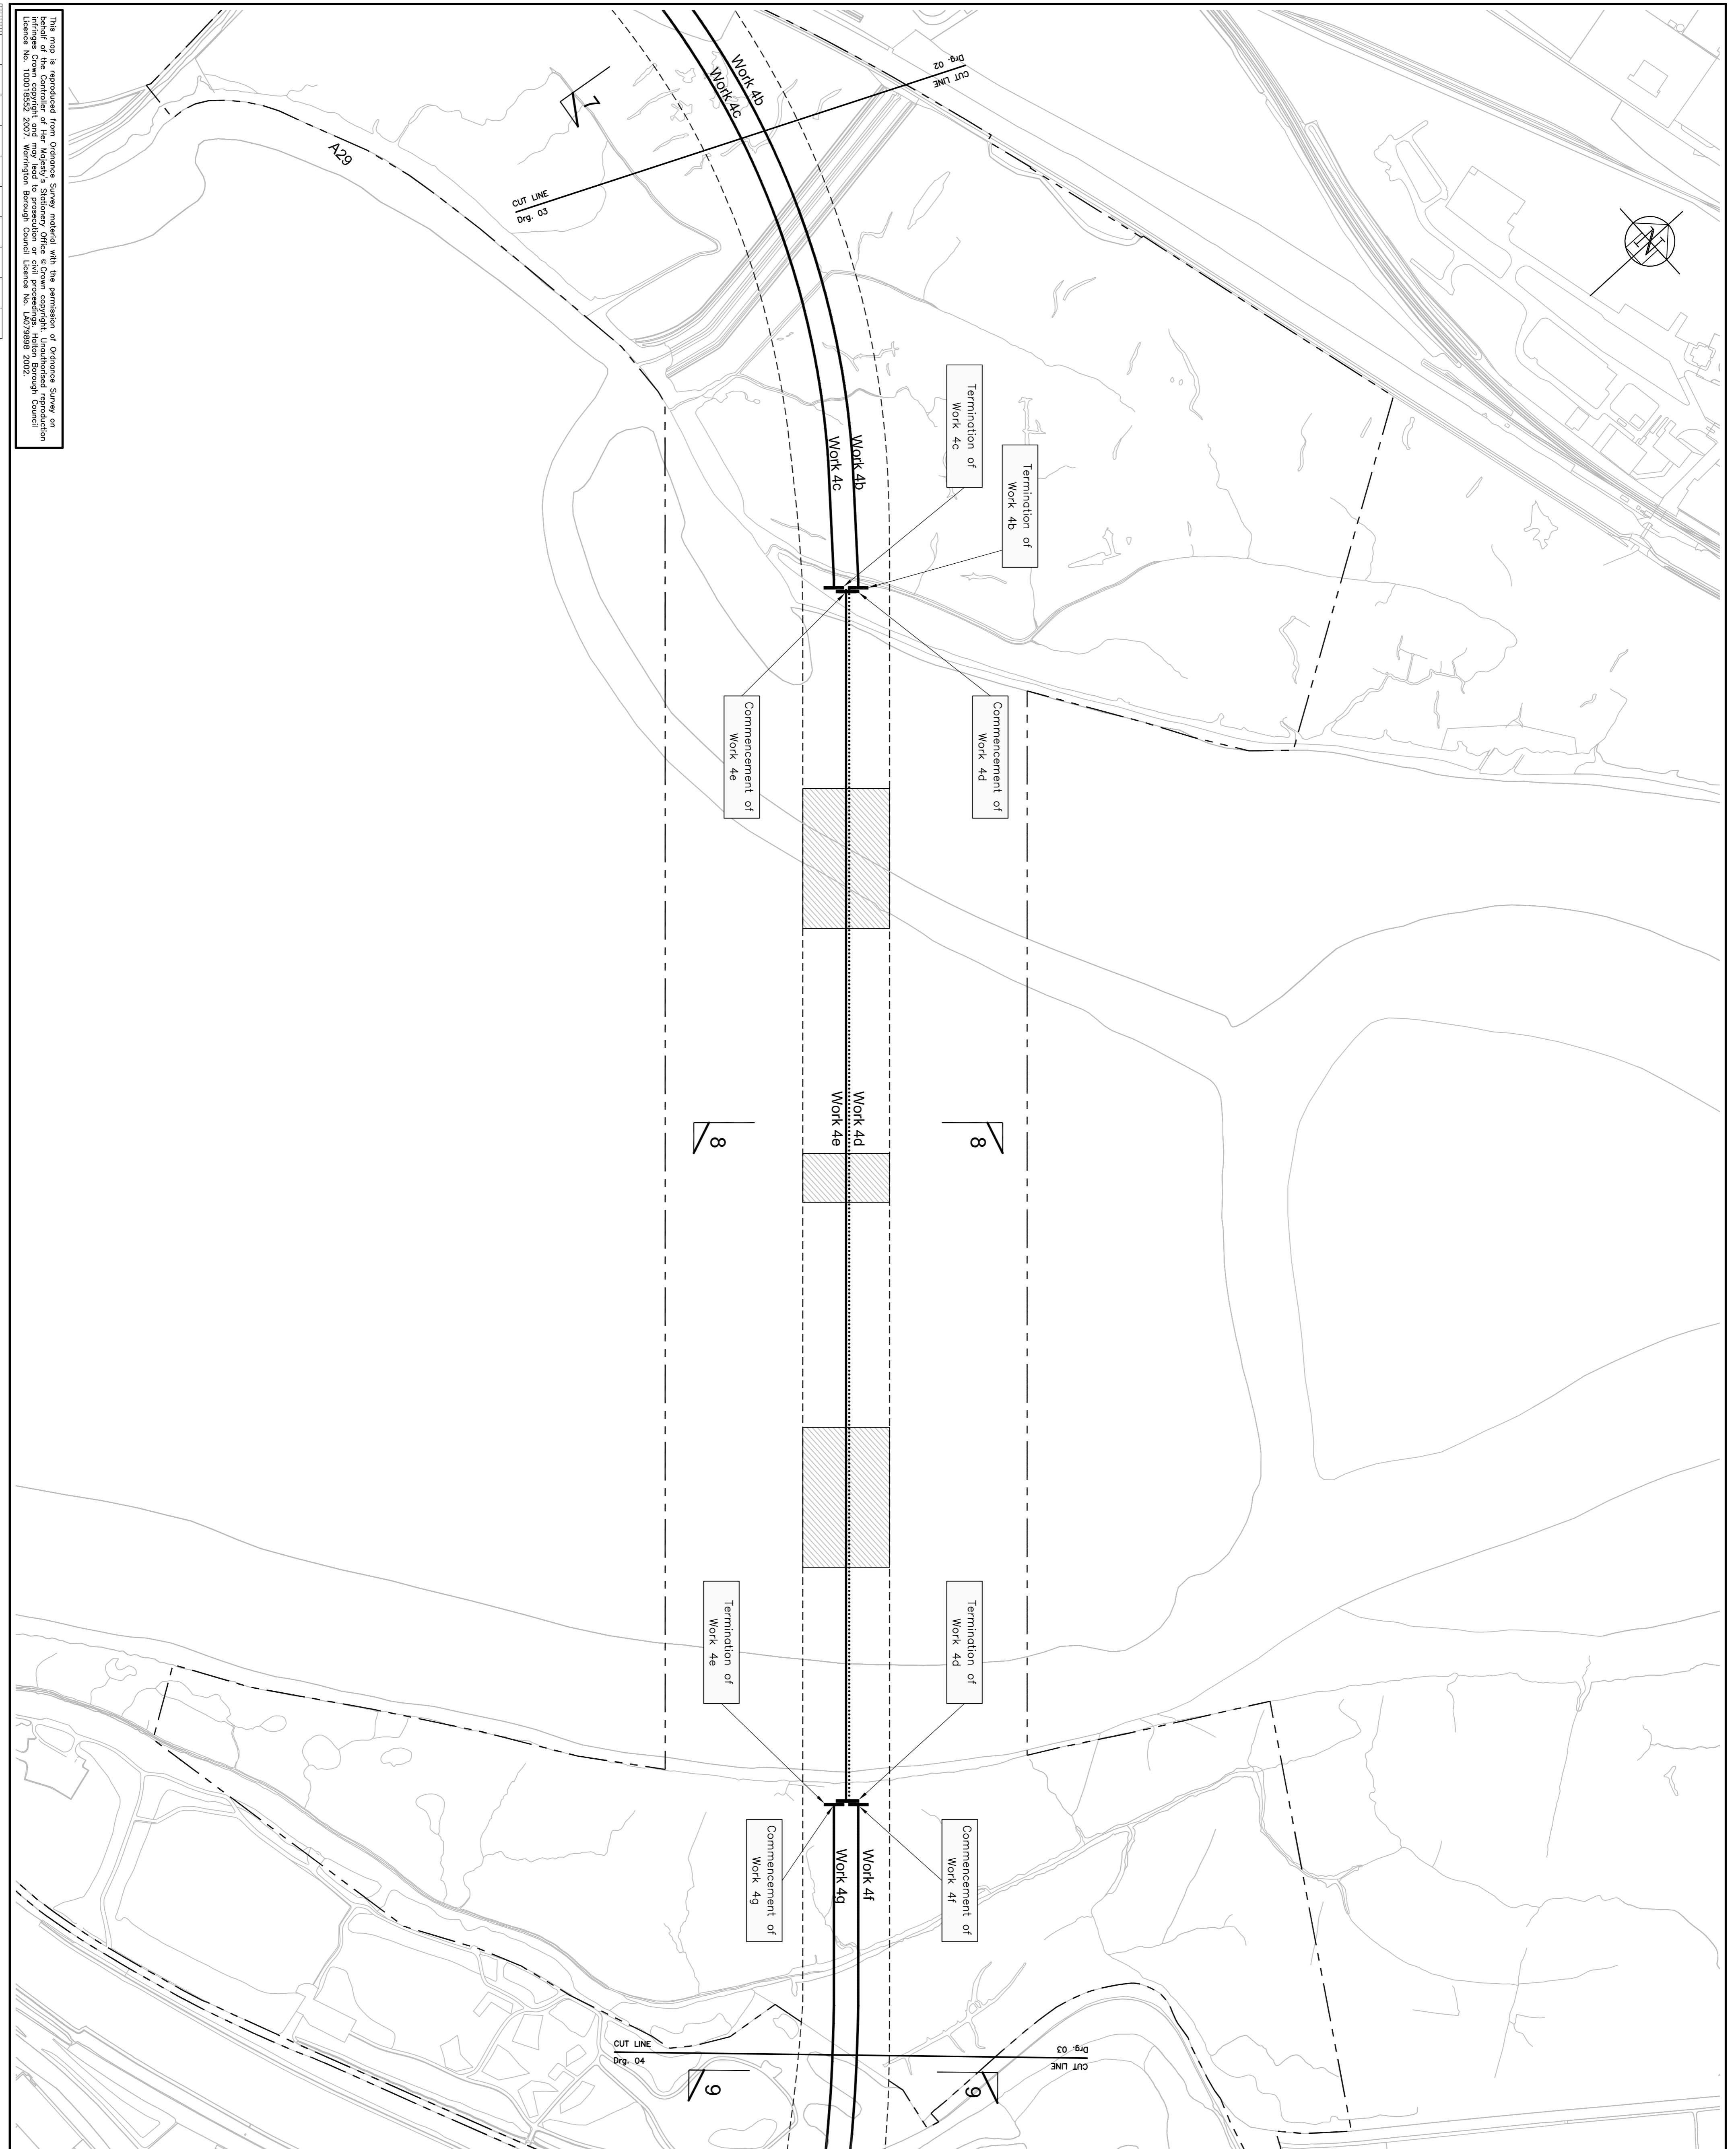 This map is reproduced from Ordnance Survey material with the permission of Ordnance Survey on
behalf of the Controller of Her Majesty's Stationery Office © Crown copyright. Unauthorised reproduction
infringes Crown copyright and may lead to prosecution or civil proceedings. Halton Borough Council
Licence No. 100018552 2007. Warrington Borough Council Licence No. LA079898 2002.
Work 4b
Work 4c
7
CUT LINE
Drg. 02
CUT LINE
Drg. 03
A29
N
Termination of
Work 4c
Termination of
Work 4b
Work 4b
Work 4c
Commencement of
Work 4e
Commencement of
Work 4d
Work 4d
Work 4e
8
8
Termination of
Work 4e
Termination of
Work 4d
Commencement of
Work 4g
Commencement of
Work 4f
Work 4f
Work 4g
CUT LINE
Drg. 04
Drg. 03
CUT LINE
9
9